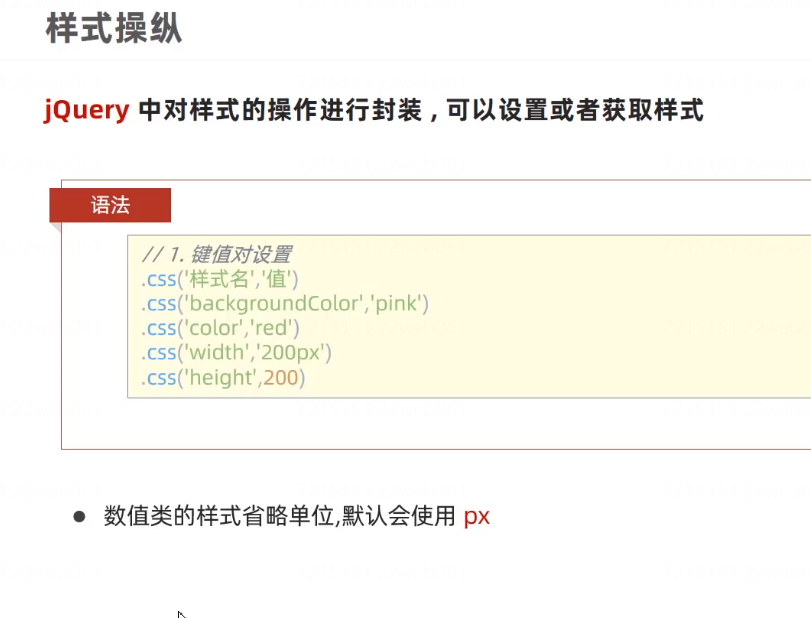 样式操纵
jQuery 中对样式的操作进行封装，可以设置或者获取样式
语法
// 1. 键值对设置
.css('样式名','值')
.css('backgroundColor','pink')
.css('color','red')
.css('width','200px')
.css('height',200)
● 数值类的样式省略单位,默认会使用 px